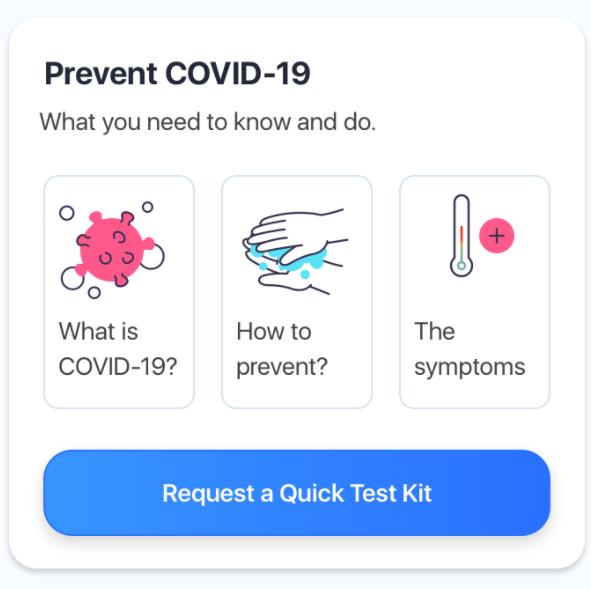 Prevent COVID-19
What you need to know and do.
What is
COVID-19?
How to
prevent?
The
symptoms
Request a Quick Test Kit